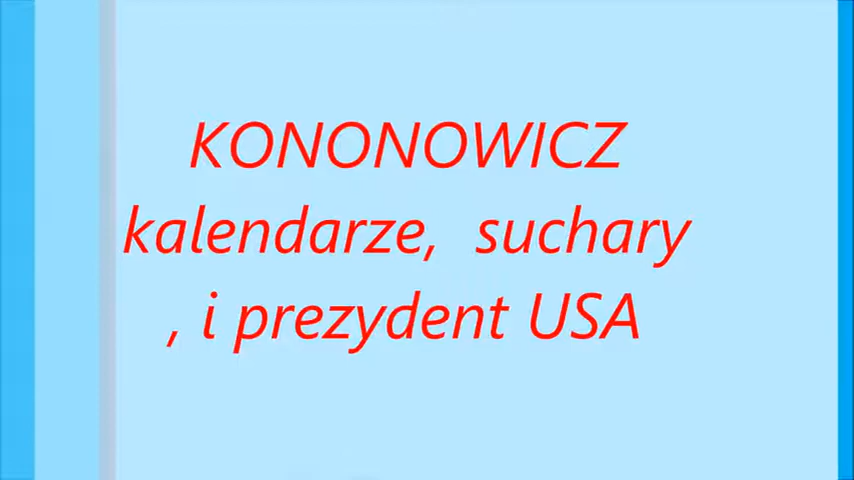 KONONOWICZ
kalendarze, suchary
, i prezydent USA